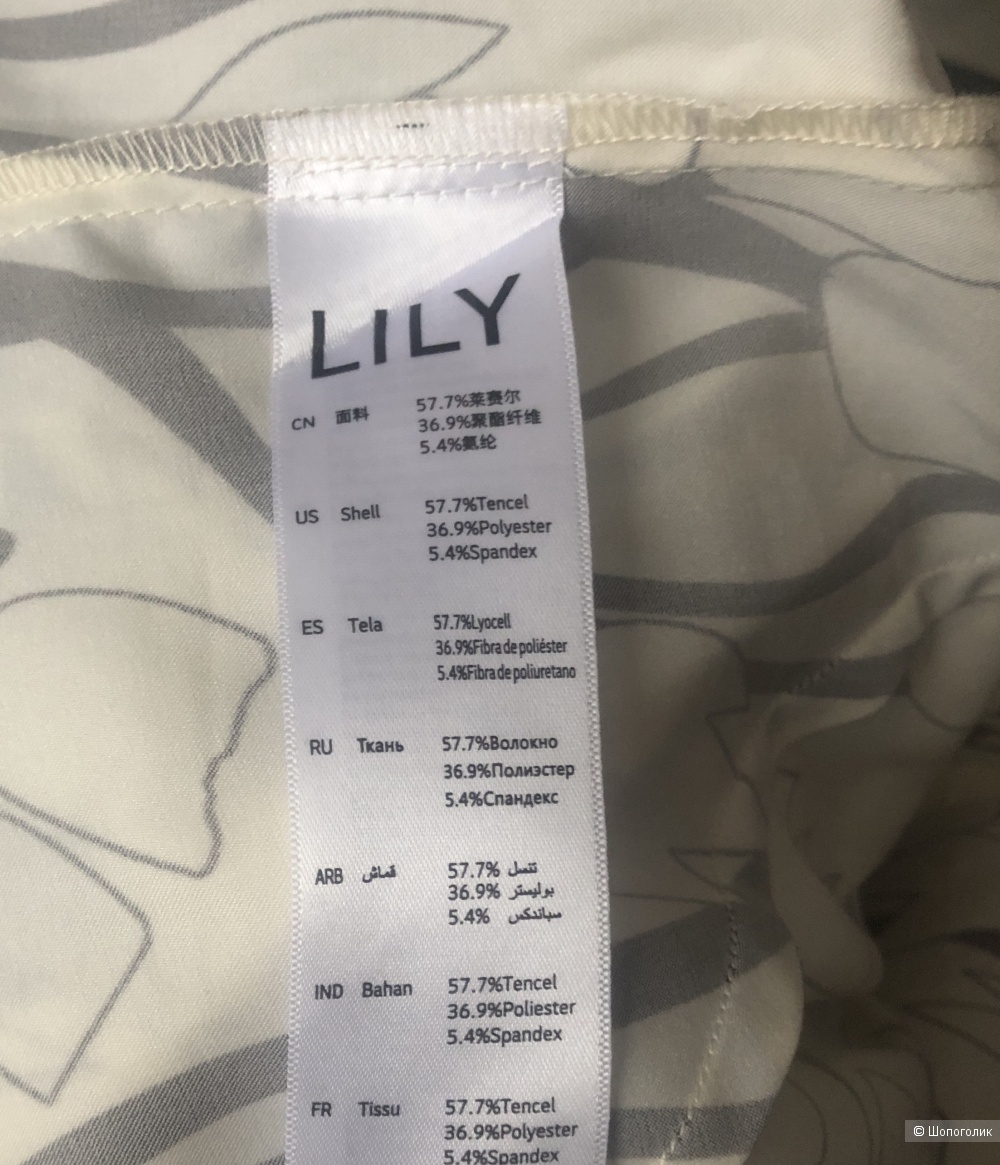 LILY
CN 面料 57.7%莱赛尔
36.9%聚酯纤维
5.4%氨纶
US Shell 57.7%Tencel
36.9%Polyester
5.4%Spandex
ES Tela 57.7%Lyocell
36.9%Fibra de poliéster
5.4%Fibra de poliuretano
RU Ткань 57.7%Волокно
36.9%Полиэстер
5.4%Спандекс
ARB قماش 57.7% تنسل
36.9% بوليستر
5.4% سباندكس
IND Bahan 57.7%Tencel
36.9%Poliester
5.4%Spandex
FR Tissu 57.7%Tencel
36.9%Polyester
5.4%Spandex
© Шопоголик